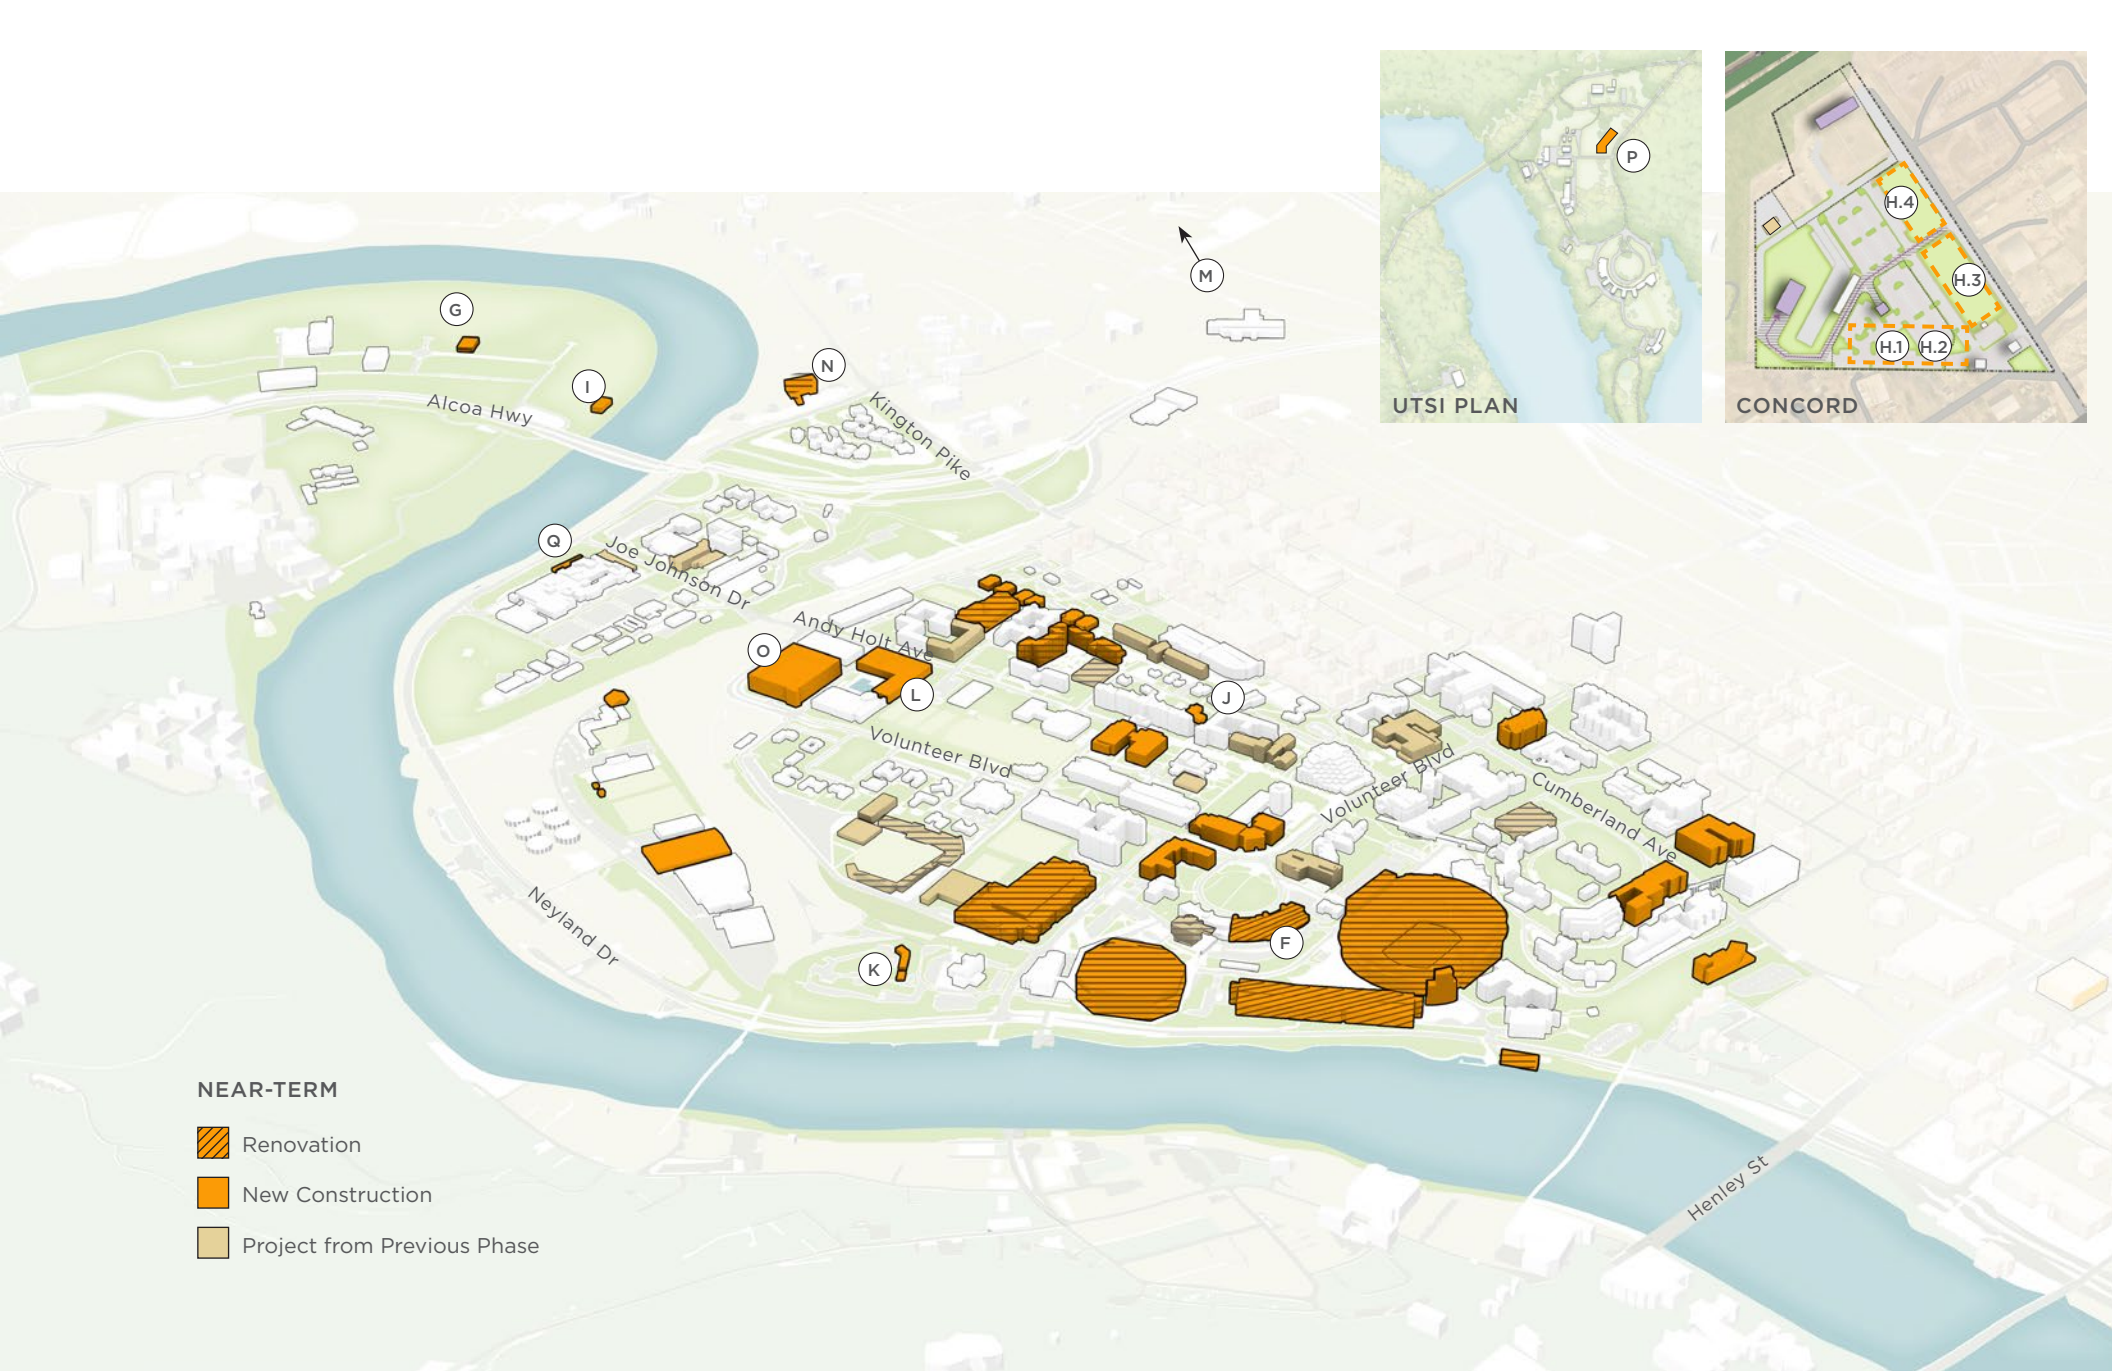 P
H.4
M
H.3
G
H.1
H.2
N
I
Kington Pike
Alcoa Hwy
UTSI PLAN
CONCORD
Q
Joe Johnson Dr
Andy Holt Ave
O
L
J
Volunteer Blvd
Volunteer Blvd
Cumberland Ave
Neyland Dr
F
K
NEAR-TERM
Renovation
New Construction
Project from Previous Phase
Henley St